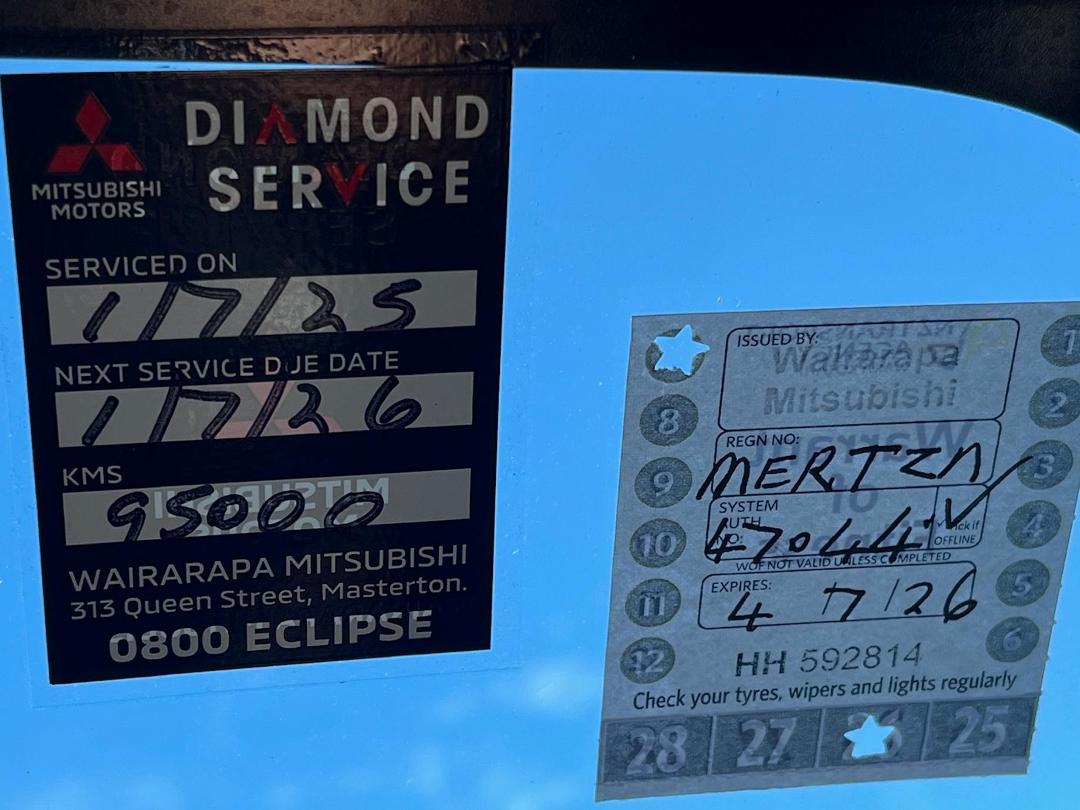 MITSUBISHI
MOTORS
DIAMOND
SERVICE
SERVICED ON
1/7/25
NEXT SERVICE DUE DATE
1/7/26
KMS
95000
WAIRARAPA MITSUBISHI
313 Queen Street, Masterton.
0800 ECLIPSE
ISSUED BY:
Waırarapa
Mitsubishi
REGN NO:
MERTZN
SYSTEM
AUTH
NO:
47044
✓ Tick if
OFFLINE
WOF NOT VALID UNLESS COMPLETED
EXPIRES:
4/7/26
HH 592814
Check your tyres, wipers and lights regularly
8
9
10
11
12
1
2
3
4
5
6
28 27 26 25